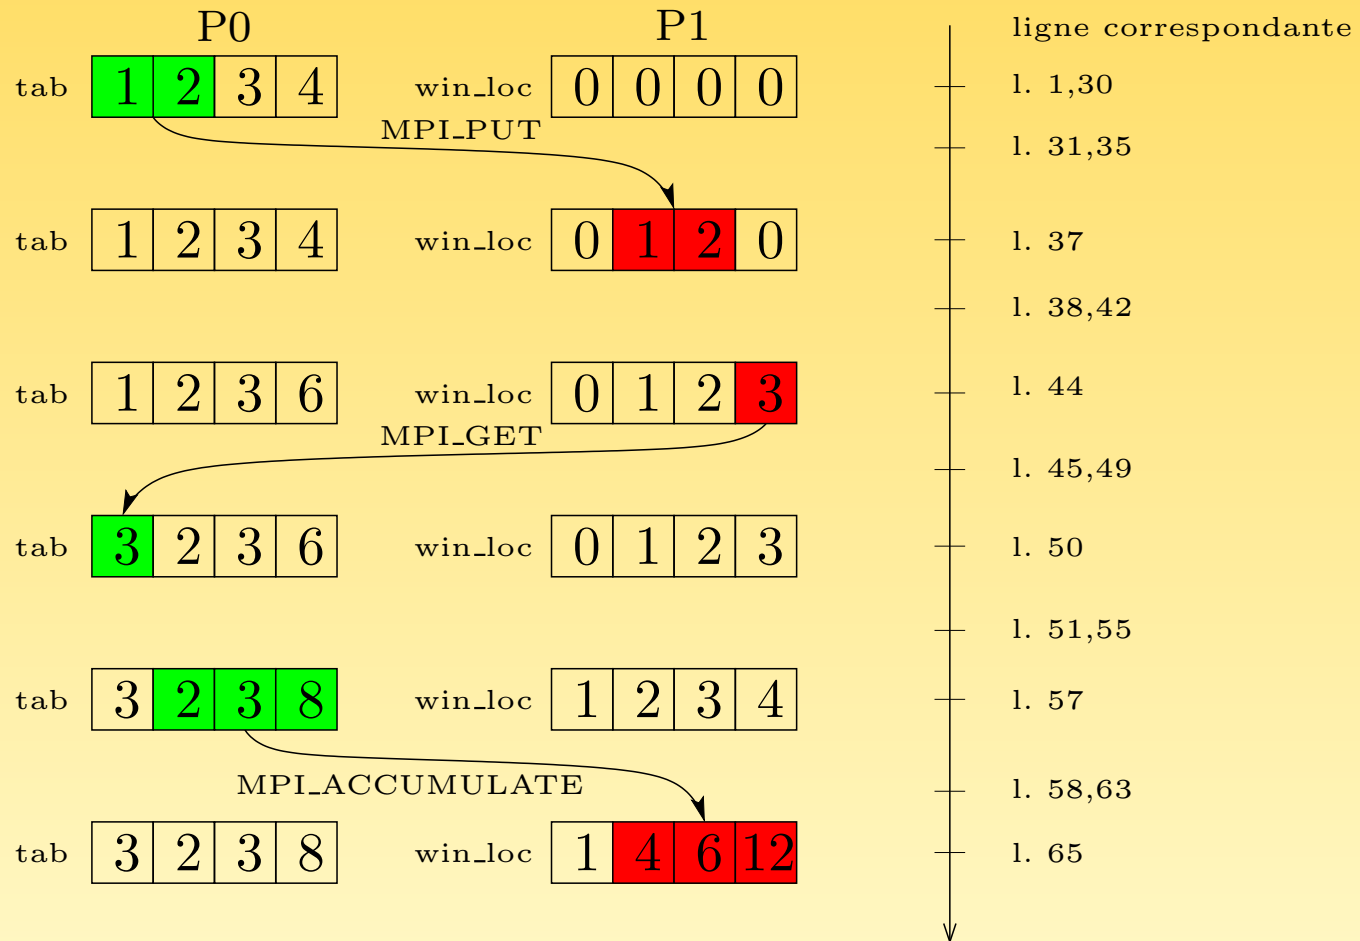 P0 P1 ligne correspondante
tab 1 2 3 4 win_loc 0 0 0 0 l. 1,30
MPI_PUT l. 31,35
tab 1 2 3 4 win_loc 0 1 2 0 l. 37
l. 38,42
tab 1 2 3 6 win_loc 0 1 2 3 l. 44
MPI_GET l. 45,49
tab 3 2 3 6 win_loc 0 1 2 3 l. 50
l. 51,55
tab 3 2 3 8 win_loc 1 2 3 4 l. 57
MPI_ACCUMULATE l. 58,63
tab 3 2 3 8 win_loc 1 4 6 12 l. 65